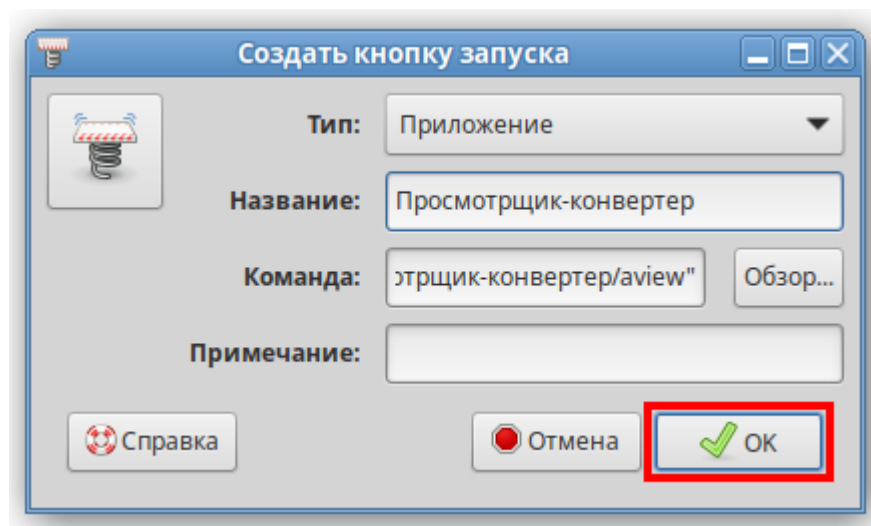 Создать кнопку запуска
Тип: Приложение
Название: Просмотрщик-конвертер
Команда: отрщик-конвертер/aview" Обзор...
Примечание:
Справка Отмена OK